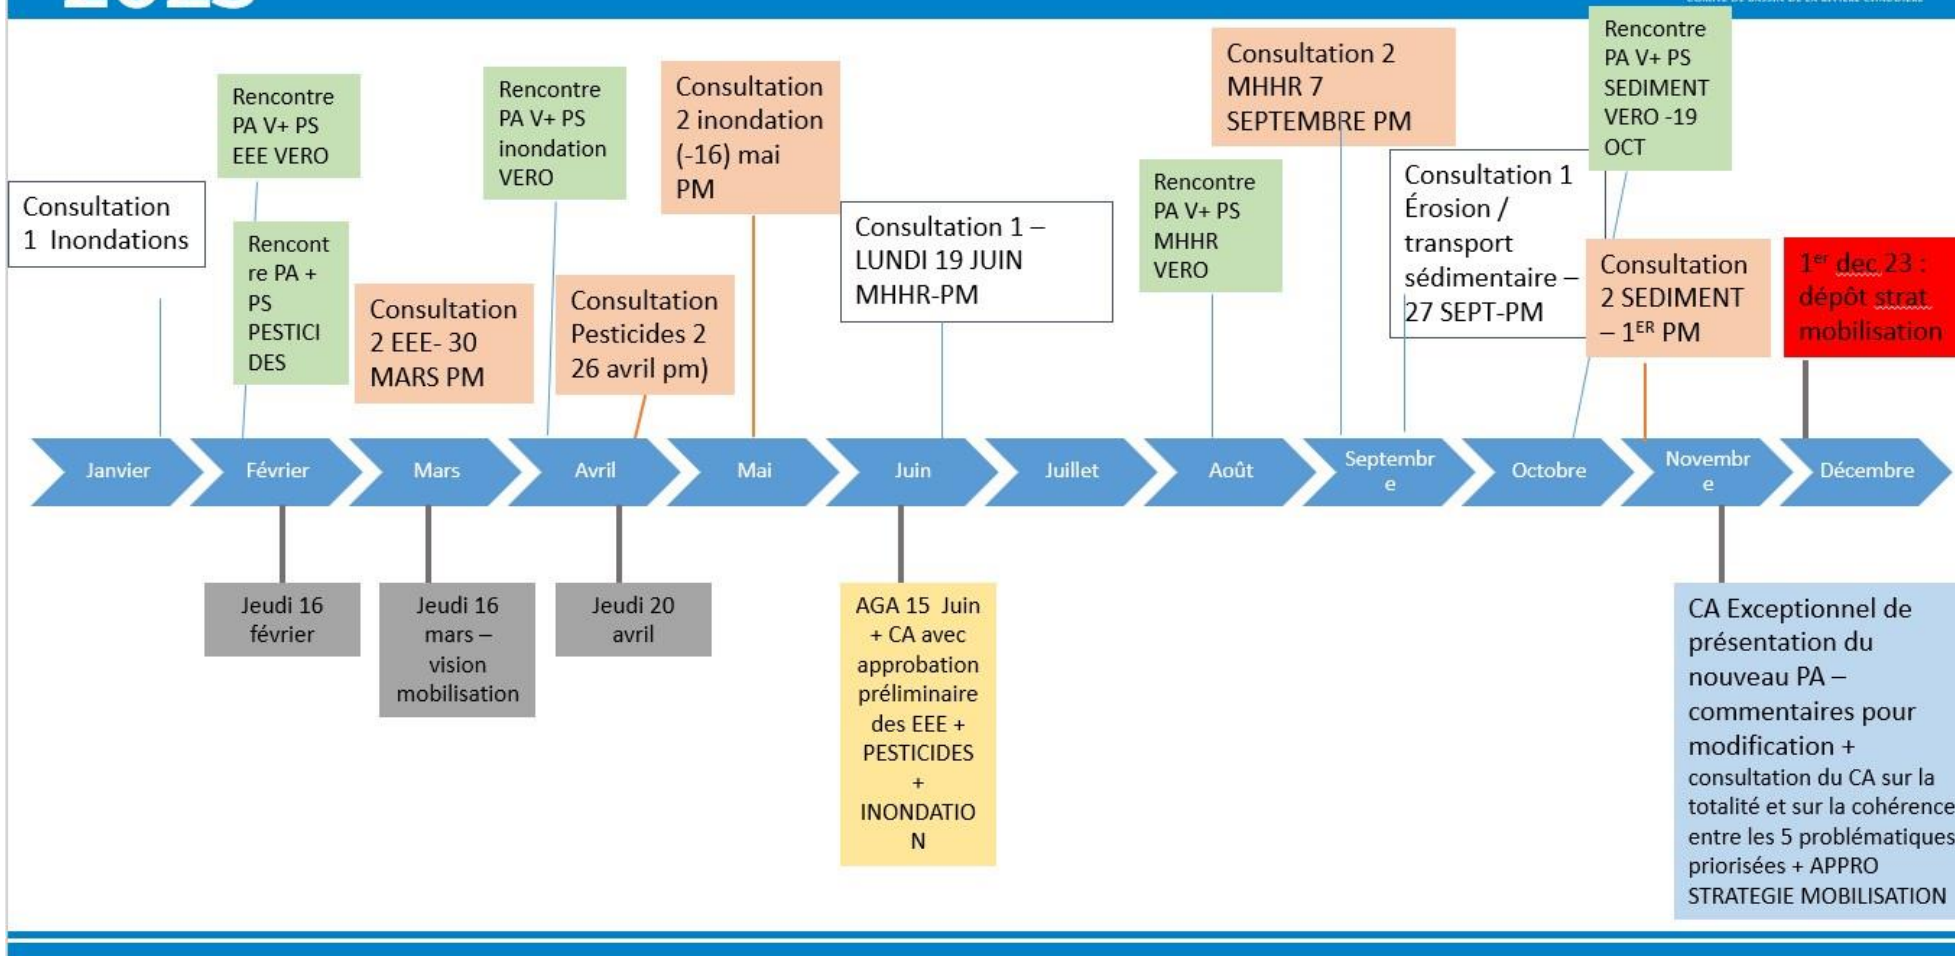 2023
Rencontre
PA V+ PS
EEE VERO
Rencontre
PA V+ PS
inondation
VERO
Consultation
2 inondation
(-16) mai
PM
Consultation 2
MHHR 7
SEPTEMBRE PM
Rencontre
PA V+ PS
SEDIMENT
VERO -19
OCT
Consultation
1 Inondations
Rencont
re PA +
PS
PESTICI
DES
Consultation
2 EEE- 30
MARS PM
Consultation
Pesticides 2
26 avril pm)
Consultation 1 –
LUNDI 19 JUIN
MHHR-PM
Rencontre
PA V+ PS
MHHR
VERO
Consultation 1
Érosion /
transport
sédimentaire –
27 SEPT-PM
Consultation
2 SEDIMENT
– 1ER PM
1er dec 23 :
dépôt strat
mobilisation
Janvier
Février
Mars
Avril
Mai
Juin
Juillet
Août
Septembr
e
Octobre
Novembr
e
Décembre
Jeudi 16
février
Jeudi 16
mars –
vision
mobilisation
Jeudi 20
avril
AGA 15 Juin
+ CA avec
approbation
préliminaire
des EEE +
PESTICIDES
+
INONDATIO
N
CA Exceptionnel de
présentation du
nouveau PA –
commentaires pour
modification +
consultation du CA sur la
totalité et sur la cohérence
entre les 5 problématiques
priorisées + APPRO
STRATEGIE MOBILISATION